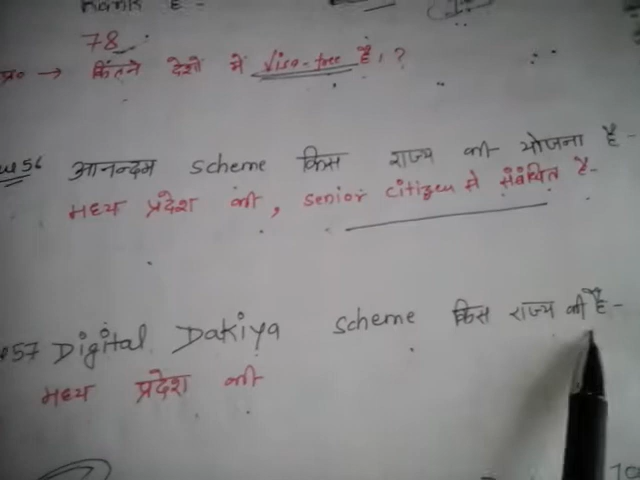 Rank है -
78
प्र० → कितने देशों में Visa-free है। ?
56 आनन्दम scheme किस राज्य की योजना है -
मध्य प्रदेश की, senior citizen से संबंधित है -
57 Digital Dakiya scheme किस राज्य की है -
मध्य प्रदेश की